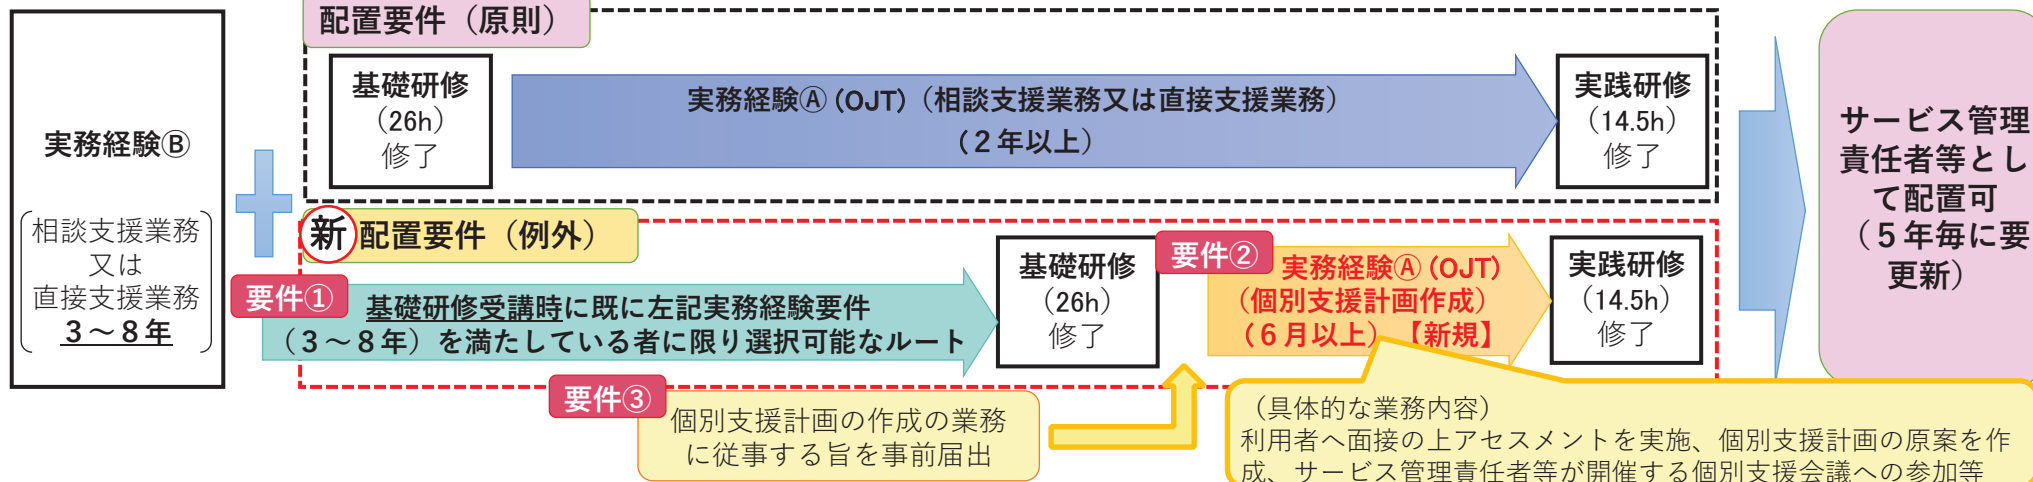 実務経験Ⓑ
相談支援業務
又は
直接支援業務
3～8年
配置要件（原則）
基礎研修
（26h）
修了
実務経験Ⓐ (OJT)（相談支援業務又は直接支援業務）
（２年以上）
実践研修
（14.5h）
修了
新 配置要件（例外）
要件①
基礎研修受講時に既に左記実務経験要件
（３～８年）を満たしている者に限り選択可能なルート
基礎研修
（26h）
修了
要件②
実務経験Ⓐ (OJT)
（個別支援計画作成）
（６月以上）【新規】
実践研修
（14.5h）
修了
要件③
個別支援計画の作成の業務
に従事する旨を事前届出
（具体的な業務内容）
利用者へ面接の上アセスメントを実施、個別支援計画の原案を作
成、サービス管理責任者等が開催する個別支援会議への参加等
サービス管理
責任者等とし
て配置可
（５年毎に要
更新）